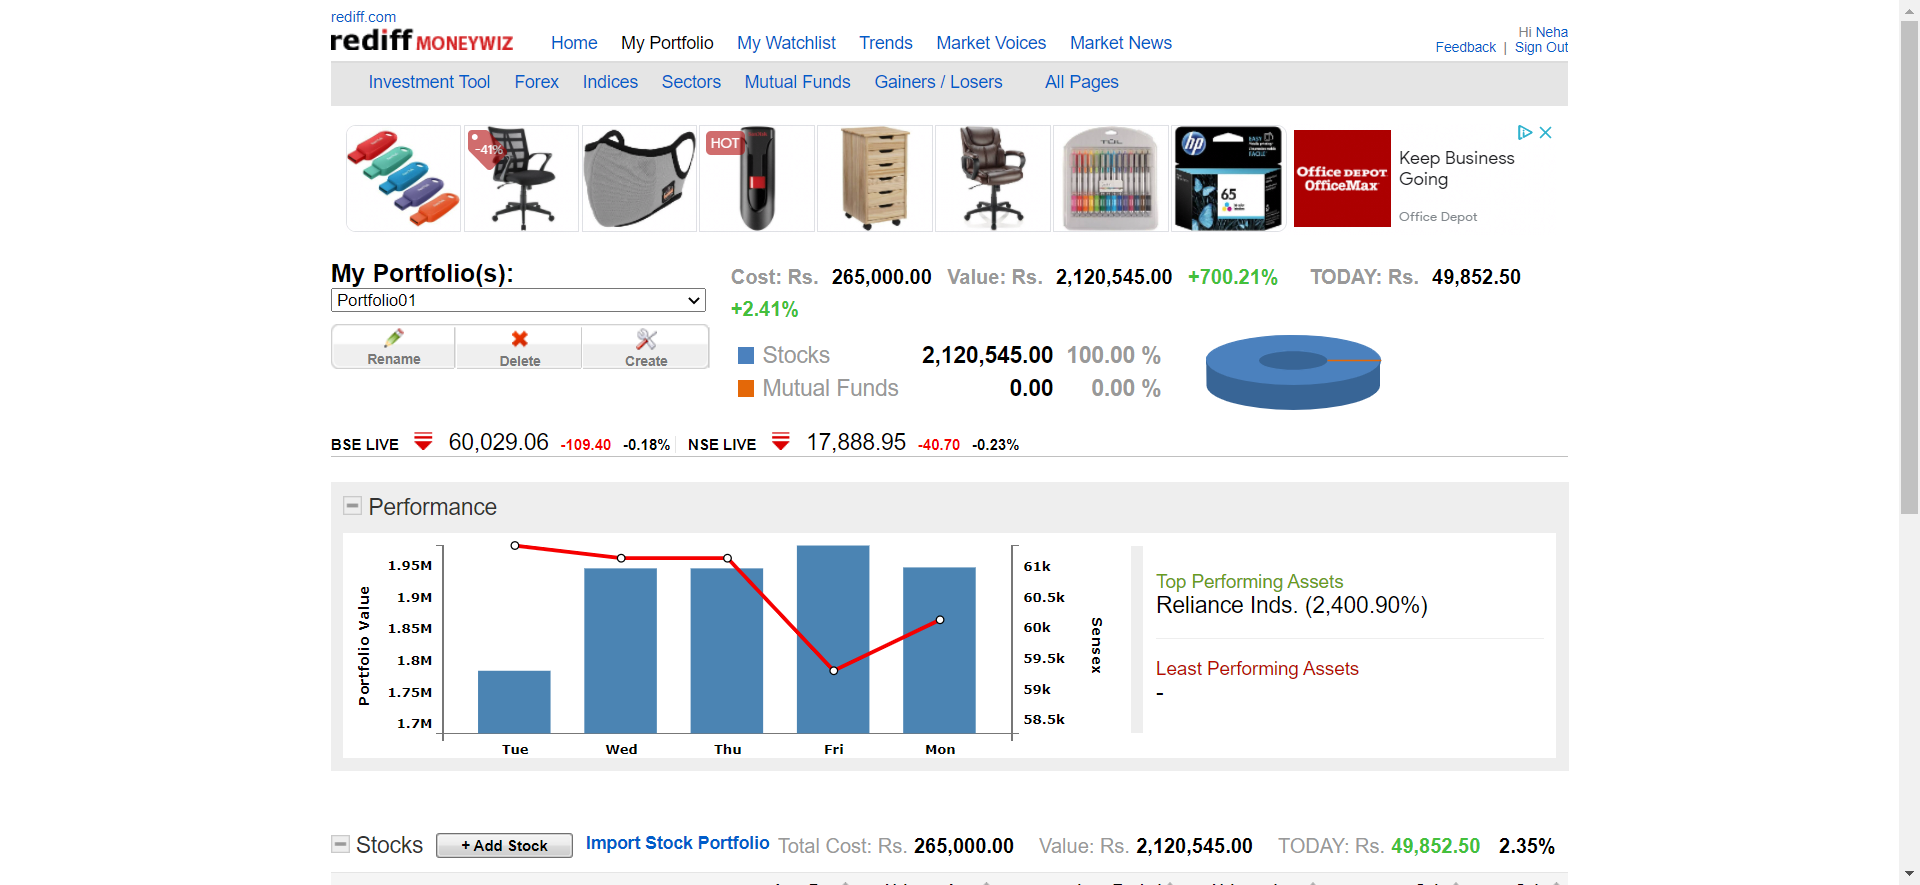 rediff.com
rediff MONEYWIZ
Home My Portfolio My Watchlist Trends Market Voices Market News
Hi Neha
Feedback | Sign Out
Investment Tool Forex Indices Sectors Mutual Funds Gainers / Losers All Pages
-41%
HOT
TUL
hp
65
Office DEPOT
OfficeMax
Keep Business
Going
Office Depot
My Portfolio(s):
Portfolio01
Rename Delete Create
Cost: Rs. 265,000.00 Value: Rs. 2,120,545.00 +700.21% TODAY: Rs. 49,852.50
+2.41%
Stocks 2,120,545.00 100.00 %
Mutual Funds 0.00 0.00 %
BSE LIVE 60,029.06 -109.40 -0.18% NSE LIVE 17,888.95 -40.70 -0.23%
Performance
Portfolio Value
1.95M
1.9M
1.85M
1.8M
1.75M
1.7M
Tue Wed Thu Fri Mon
61k
60.5k
60k
59.5k
59k
58.5k
Sensex
Top Performing Assets
Reliance Inds. (2,400.90%)
Least Performing Assets
-
Stocks + Add Stock Import Stock Portfolio Total Cost: Rs. 265,000.00 Value: Rs. 2,120,545.00 TODAY: Rs. 49,852.50 2.35%